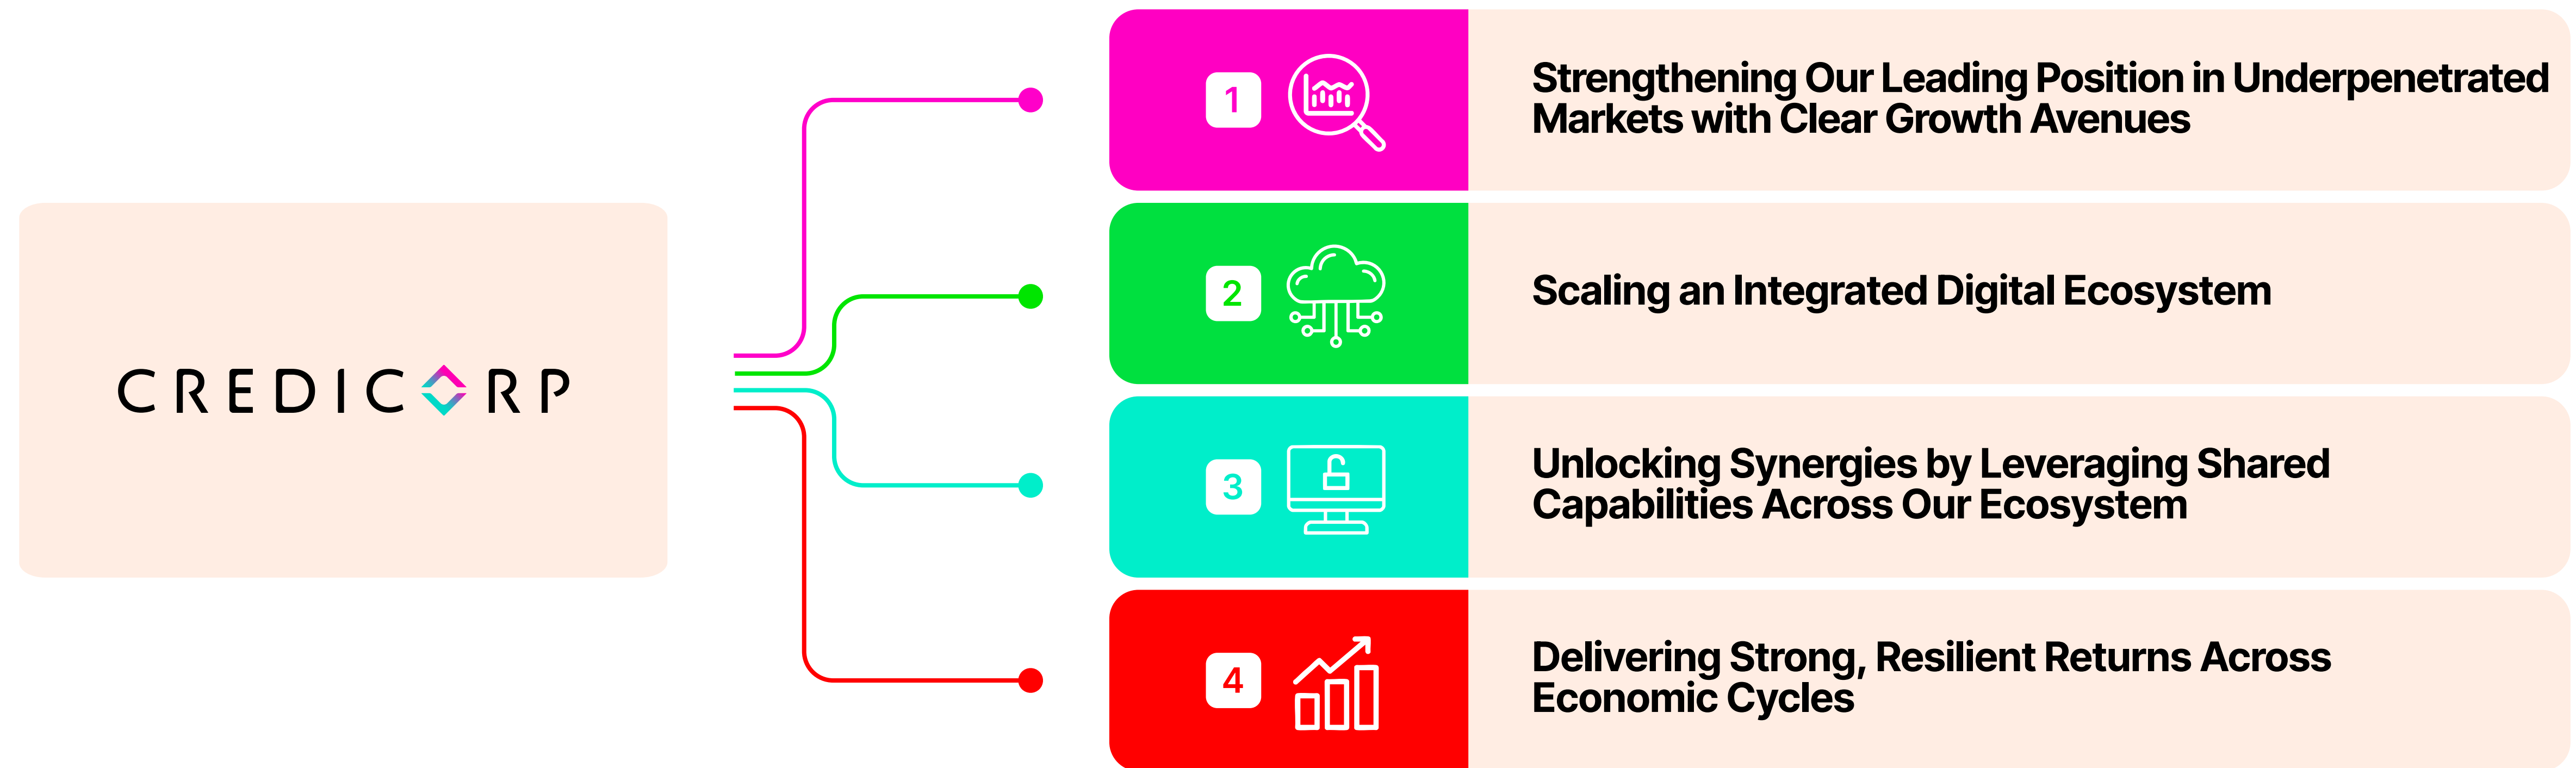 CREDICORP
1
Strengthening Our Leading Position in Underpenetrated
Markets with Clear Growth Avenues
2
Scaling an Integrated Digital Ecosystem
3
Unlocking Synergies by Leveraging Shared
Capabilities Across Our Ecosystem
4
Delivering Strong, Resilient Returns Across
Economic Cycles